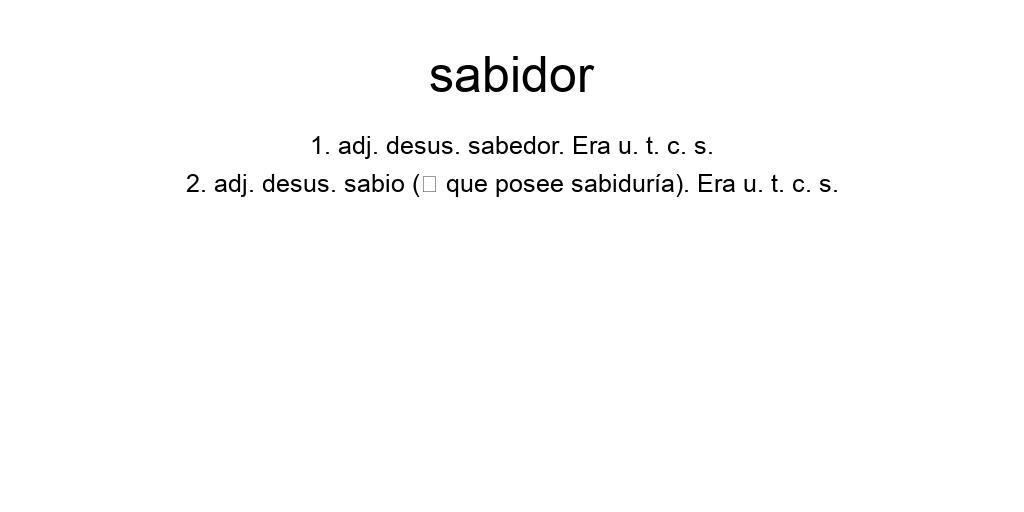 sabidor
1. adj. desus. sabedor. Era u. t. c. s.
2. adj. desus. sabio (□ que posee sabiduría). Era u. t. c. s.